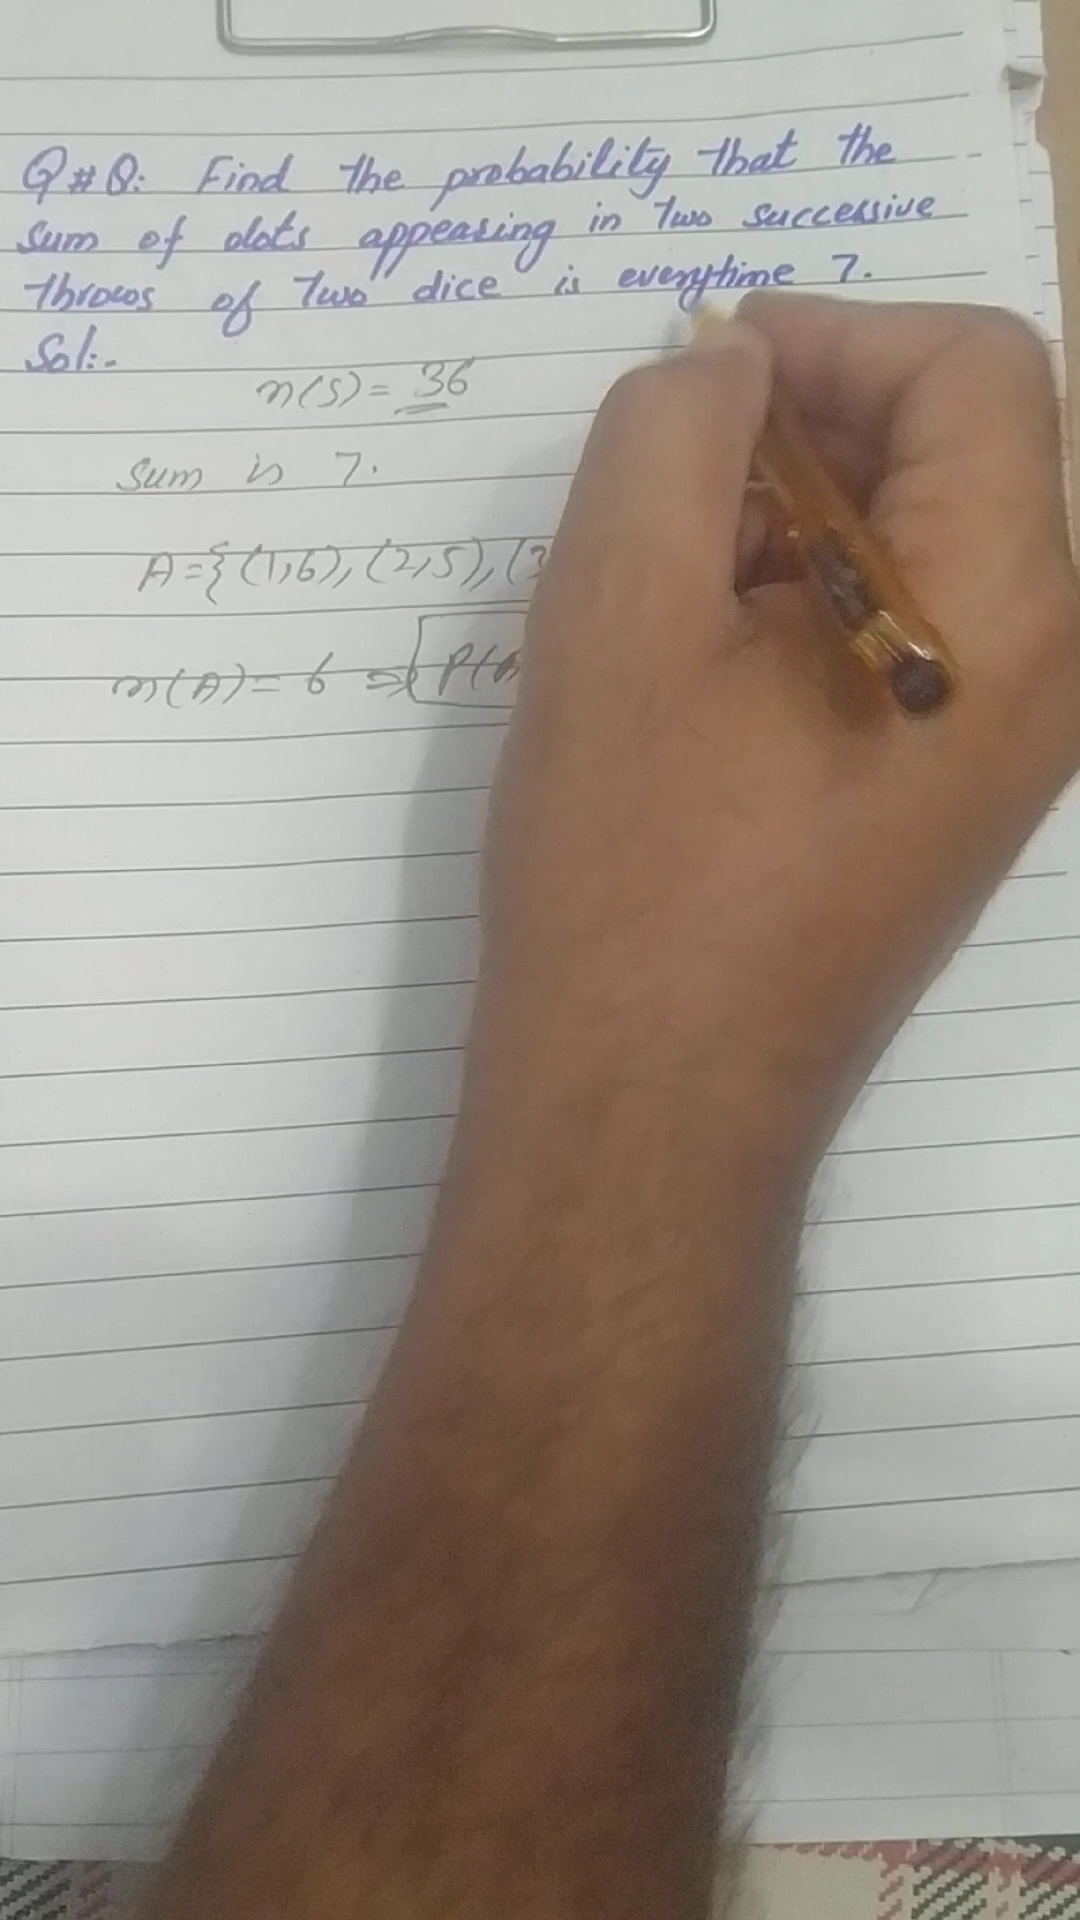 Q#8: Find the probability that the
sum of dots appearing in two successive
throws of two dice is everytime 7.
Sol:-
n(S) = 36
sum is 7.
A={(1,6),(2,5),(3
n(A)= 6 ⇒ P(A